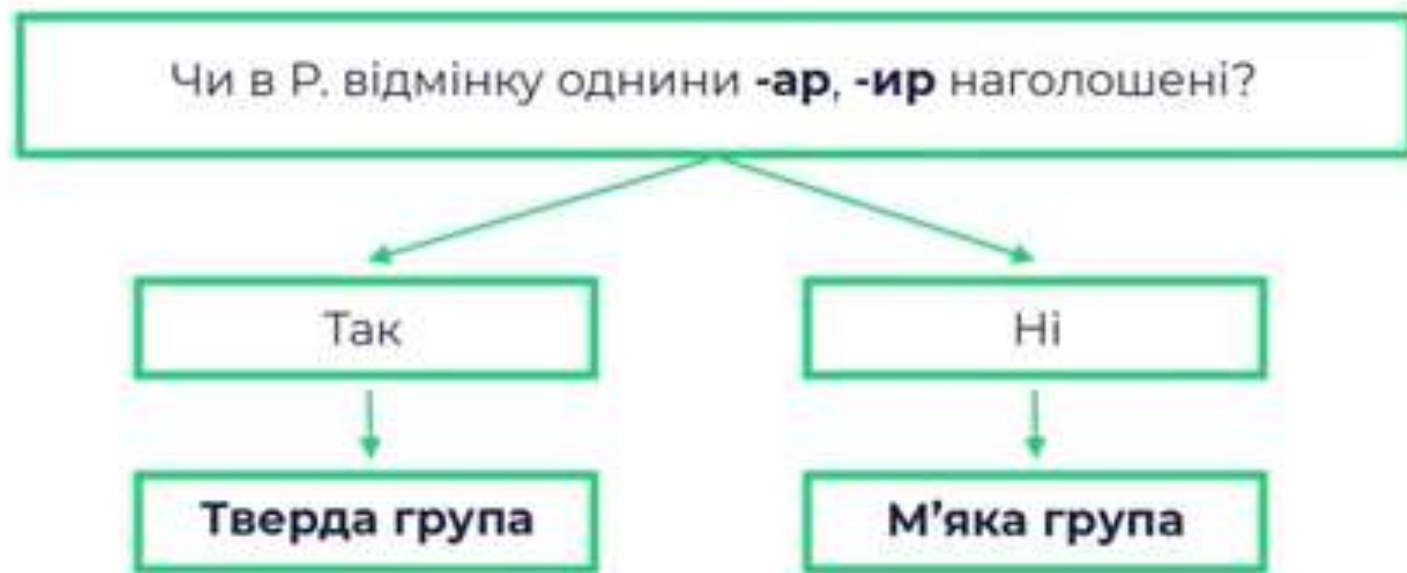 Чи в Р. відмінку однини -ар, -ир наголошені?
Так
Ні
Тверда група
М’яка група